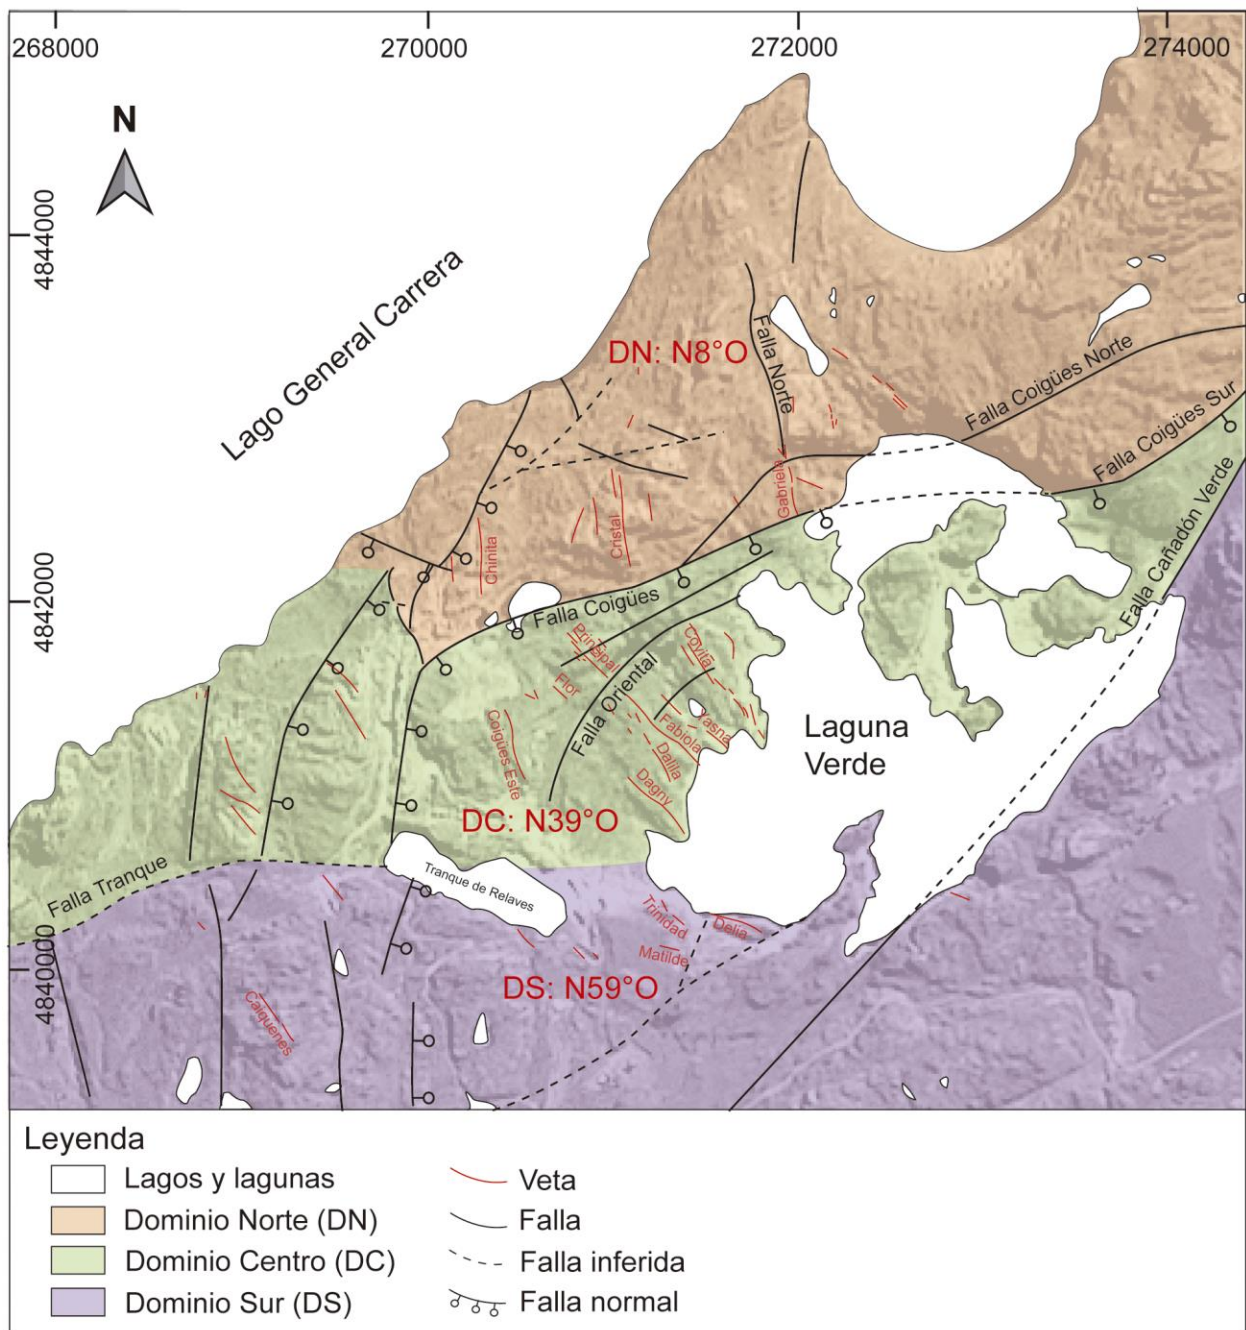 268000
270000
272000
274000
N
4844000
4842000
4840000
Lago General Carrera
DN: N8°O
Falla Norte
Falla Coigües Norte
Falla Coigües Sur
Falla Cañadón Verde
Gabriela
Cristal
Chinita
Falla Coigües
Principal
Flor
Falla Oriental
Coyita
Coigües Este
Fabiola
Yasna
Dalila
Dagny
Laguna
Verde
DC: N39°O
Falla Tranque
Tranque de Relaves
Trinidad
Delia
Matilde
DS: N59°O
Caiquenes
Leyenda
Lagos y lagunas
Dominio Norte (DN)
Dominio Centro (DC)
Dominio Sur (DS)
Veta
Falla
Falla inferida
Falla normal